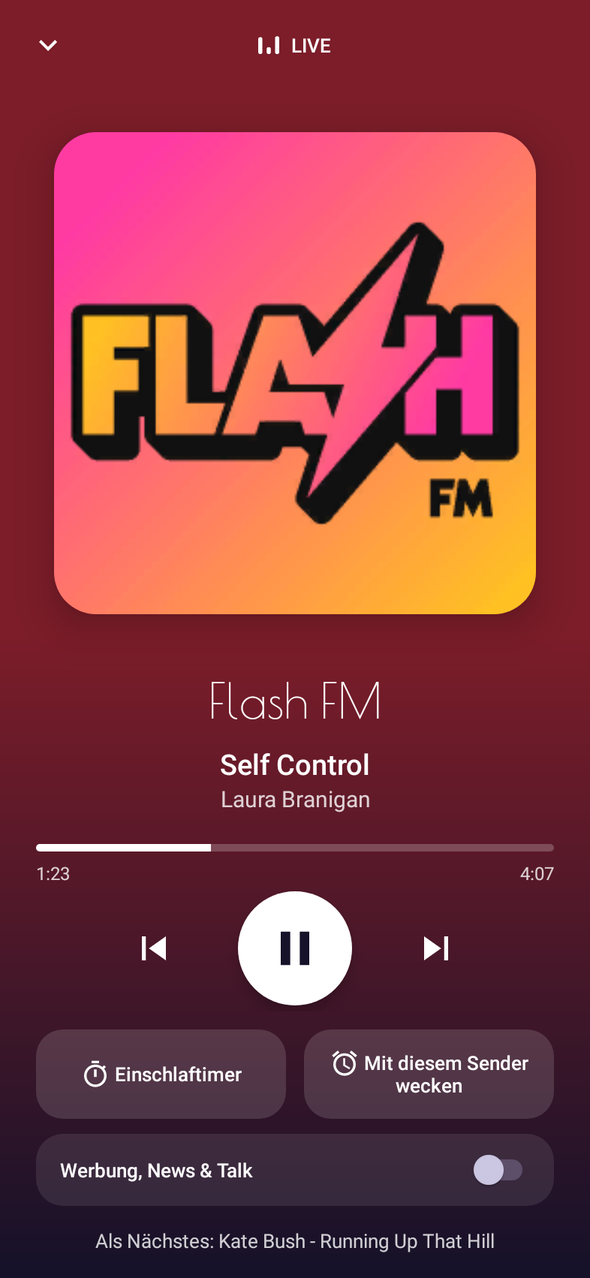 LIVE
FLASH
FM
Flash FM
Self Control
Laura Branigan
1:23 4:07
Einschlaftimer
Mit diesem Sender
wecken
Werbung, News & Talk
Als Nächstes: Kate Bush - Running Up That Hill